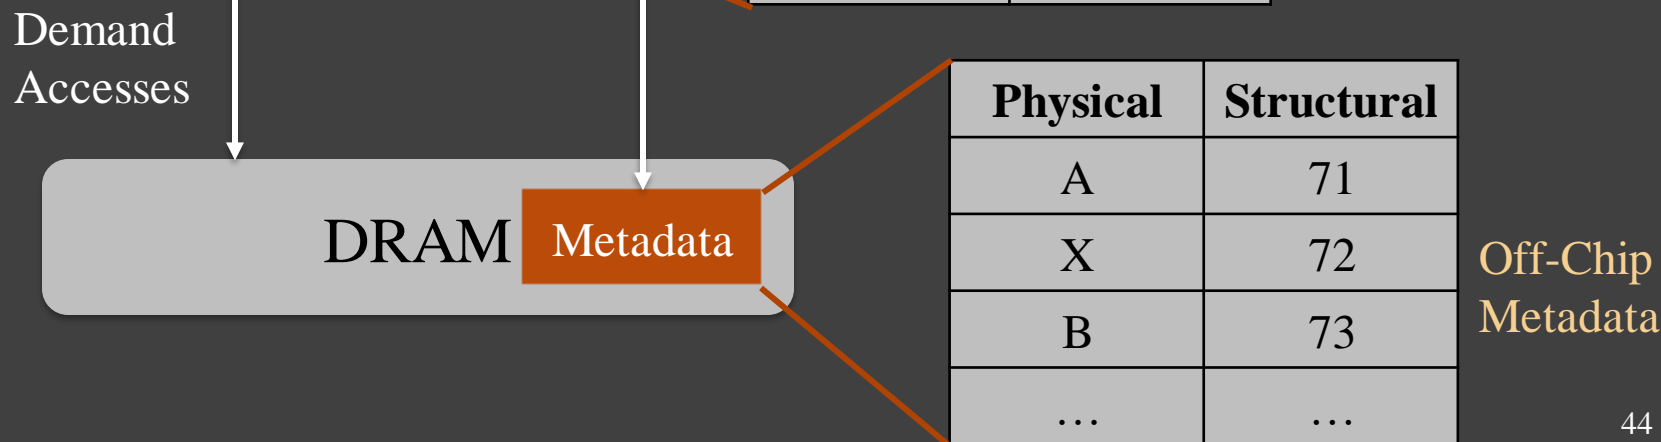 Demand
Accesses
Physical Structural
A 71
X 72
B 73
… …
DRAM
Metadata
Off-Chip
Metadata
44